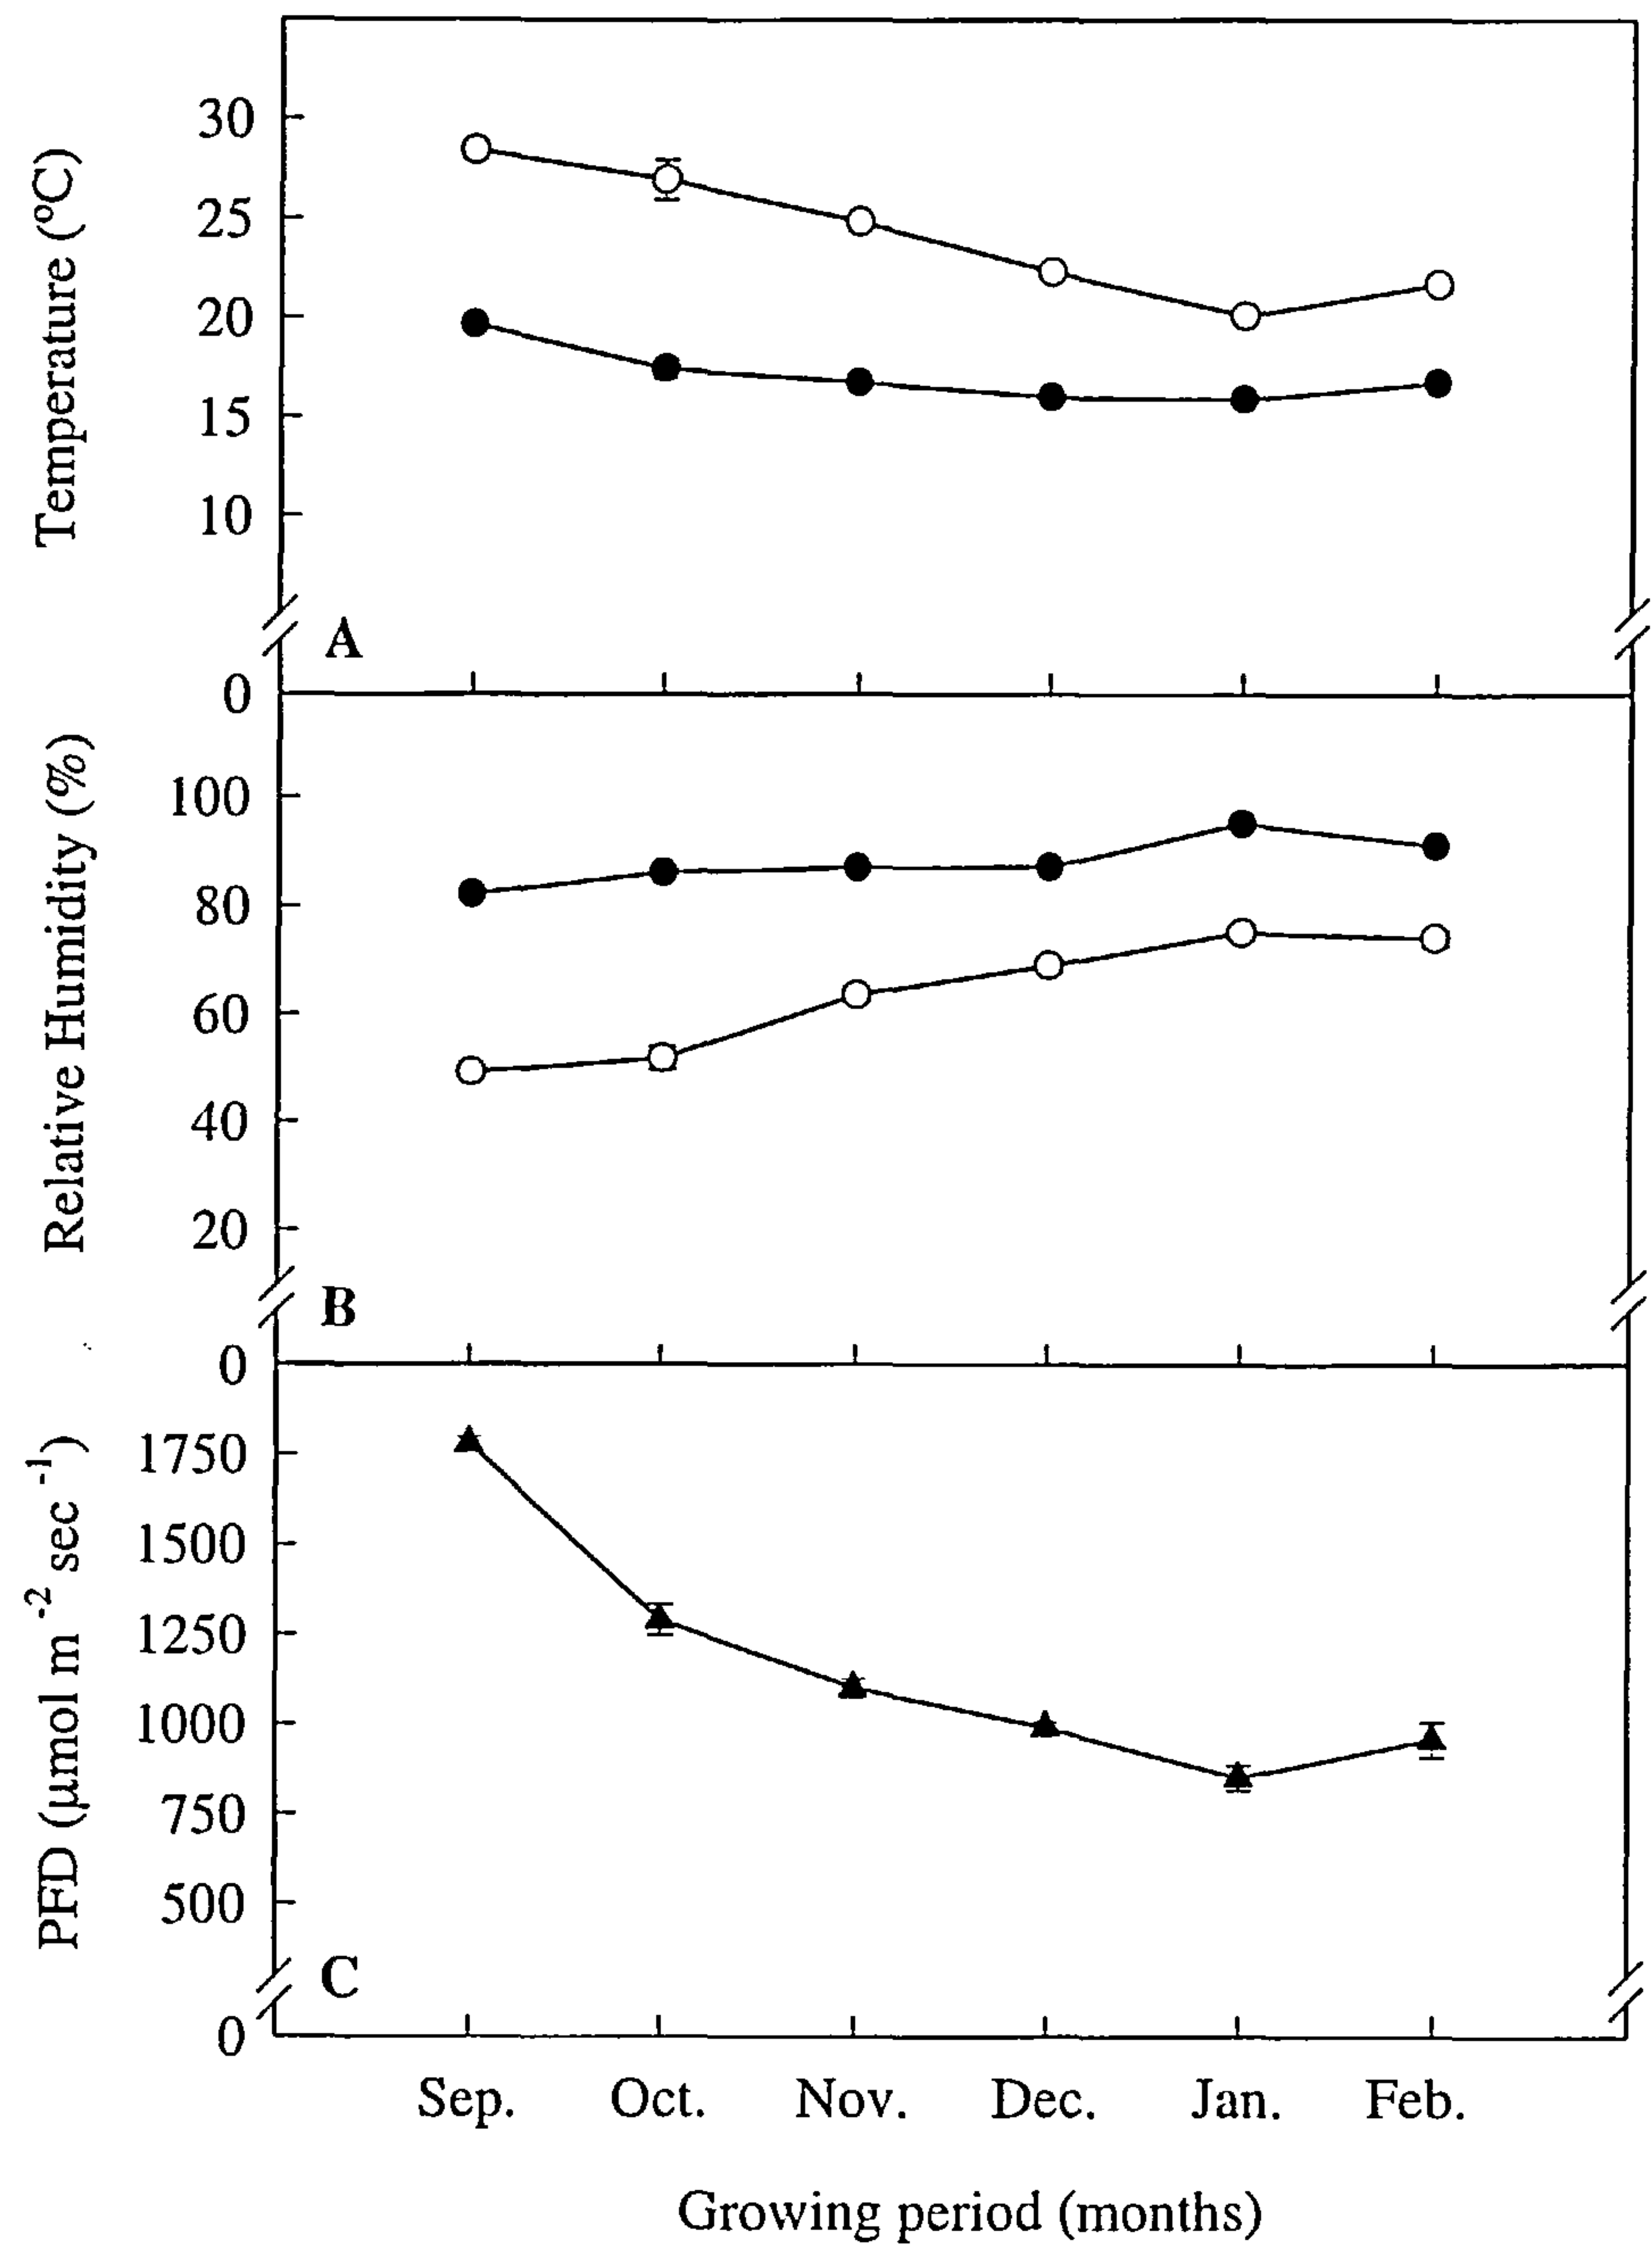 Temperature (ºC)
30
25
20
15
10
0
A
Relative Humidity (%)
100
80
60
40
20
0
B
PFD (µmol m⁻² sec⁻¹)
1750
1500
1250
1000
750
500
0
C
Sep. Oct. Nov. Dec. Jan. Feb.
Growing period (months)